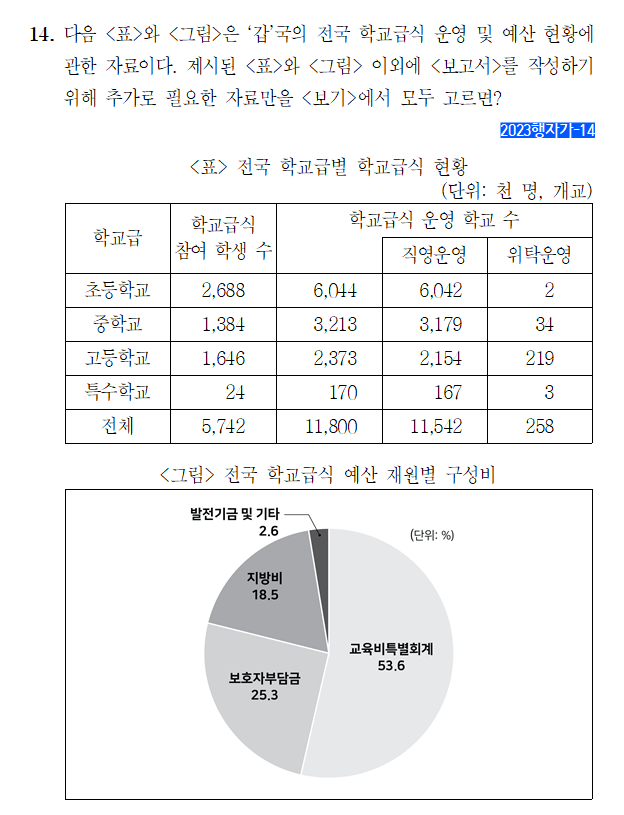 14. 다음 <표>와 <그림>은 ‘갑’국의 전국 학교급식 운영 및 예산 현황에
관한 자료이다. 제시된 <표>와 <그림> 이외에 <보고서>를 작성하기
위해 추가로 필요한 자료만을 <보기>에서 모두 고르면?
2023행시가-14
<표> 전국 학교급별 학교급식 현황
(단위: 천 명, 개교)
학교급 학교급식 참여 학생 수 학교급식 운영 학교 수
직영운영 위탁운영
초등학교 2,688 6,044 6,042 2
중학교 1,384 3,213 3,179 34
고등학교 1,646 2,373 2,154 219
특수학교 24 170 167 3
전체 5,742 11,800 11,542 258
<그림> 전국 학교급식 예산 재원별 구성비
발전기금 및 기타
2.6
(단위: %)
지방비
18.5
교육비특별회계
53.6
보호자부담금
25.3